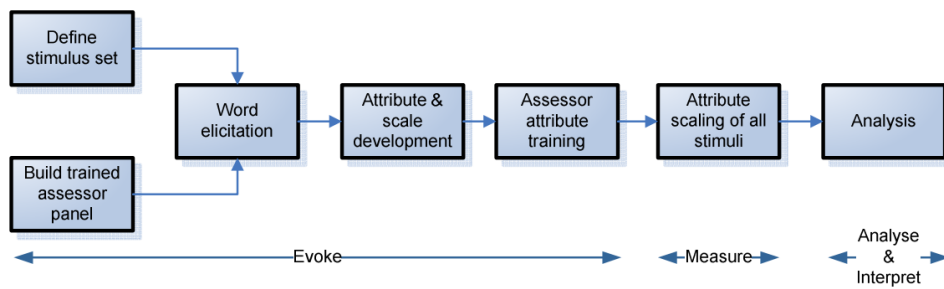 Define
stimulus set
Word
elicitation
Attribute &
scale
development
Assessor
attribute
training
Attribute
scaling of all
stimuli
Analysis
Build trained
assessor
panel
Evoke
Measure
Analyse
&
Interpret